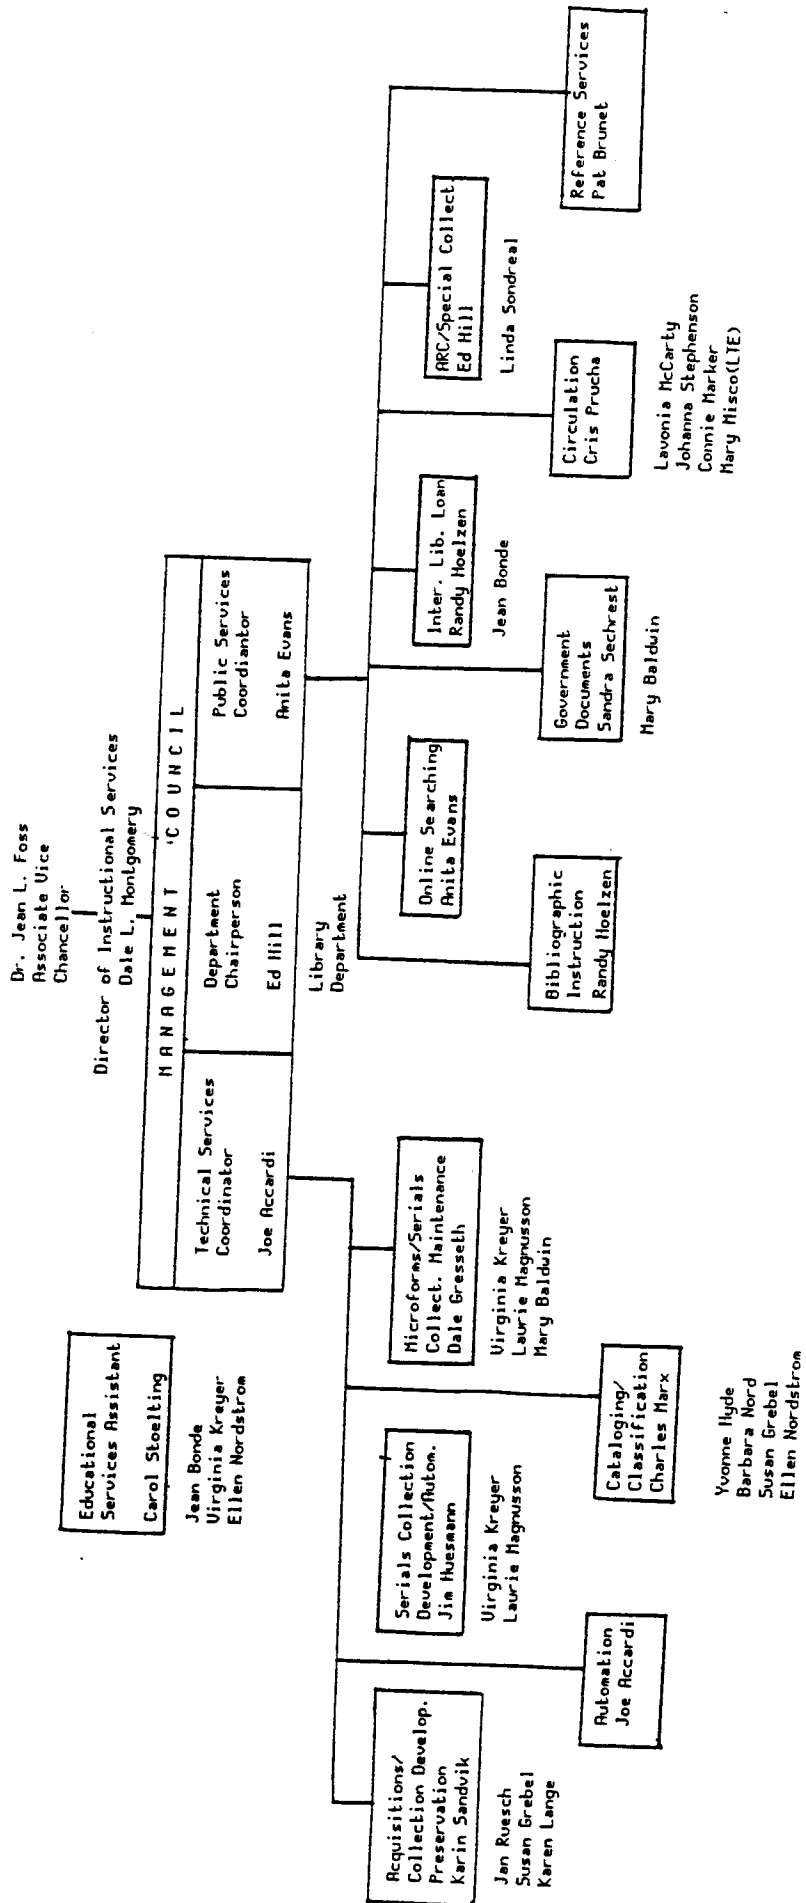 Dr. Jean L. Foss
Associate Vice
Chancellor
Director of Instructional Services
Dale L. Montgomery
MANAGEMENT COUNCIL
Technical Services
Coordinator
Joe Accardi
Department
Chairperson
Ed Hill
Public Services
Coordiantor
Anita Evans
Library
Department
Educational
Services Assistant
Carol Stoelting
Jean Bonde
Virginia Kreyer
Ellen Nordstrom
Acquisitions/
Collection Develop.
Preservation
Karin Sandvik
Jan Ruesch
Susan Grebel
Karen Lange
Serials Collection
Development/Autom.
Jim Huesmann
Virginia Kreyer
Laurie Magnusson
Microforms/Serials
Collect. Maintenance
Dale Gresseth
Virginia Kreyer
Laurie Magnusson
Mary Baldwin
Automation
Joe Accardi
Cataloging/
Classification
Charles Marx
Yvonne Hyde
Barbara Nord
Susan Grebel
Ellen Nordstrom
Online Searching
Anita Evans
Inter. Lib. Loan
Randy Hoelzen
Jean Bonde
ARC/Special Collect.
Ed Hill
Linda Sondreal
Bibliographic
Instruction
Randy Hoelzen
Government
Documents
Sandra Sechrest
Mary Baldwin
Circulation
Cris Prucha
Lavonia McCarty
Johanna Stephenson
Connie Marker
Mary Misco(LTE)
Reference Services
Pat Brunet